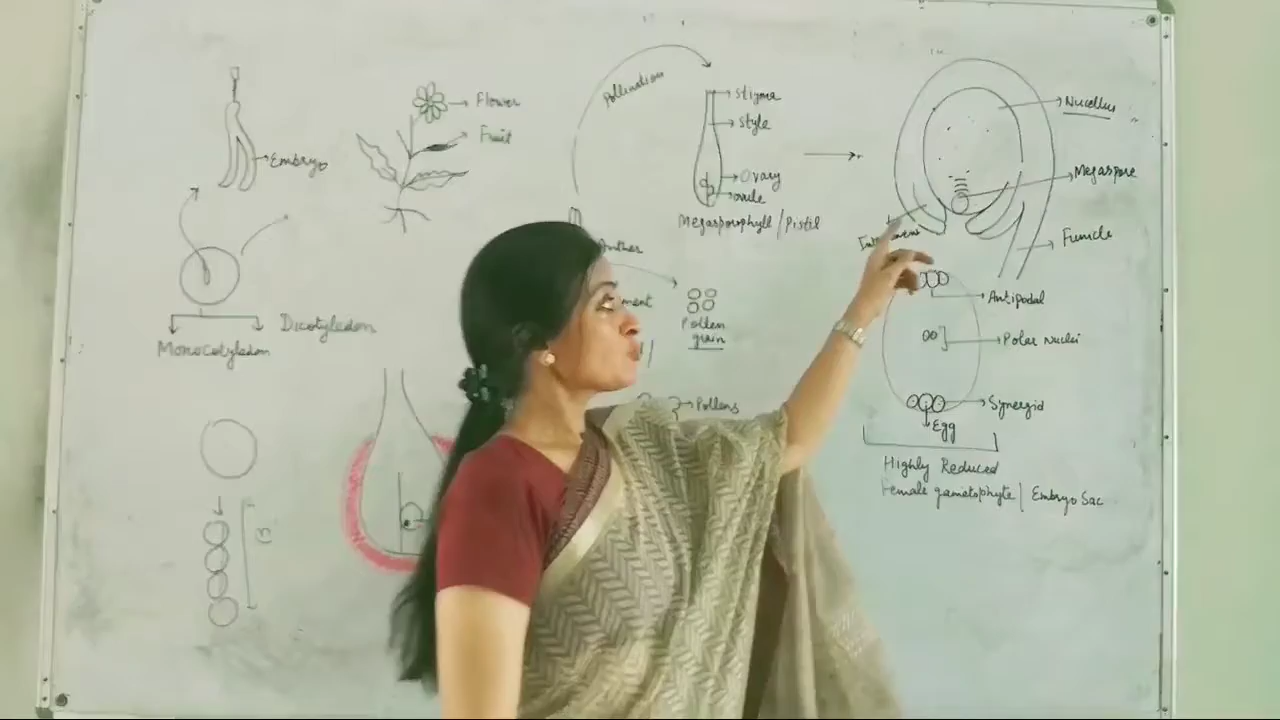 Embryo
Flower
Fruit
Monocotyledon
Dicotyledon
n
Pollination
stigma
style
Ovary
ovule
Megasporophyll/Pistil
Anther
Pollen
grain
Pollens
Nucellus
Megaspore
Funicle
Antipodal
Polar Nuclei
Synergid
Egg
Highly Reduced
Female gametophyte/Embryo Sac